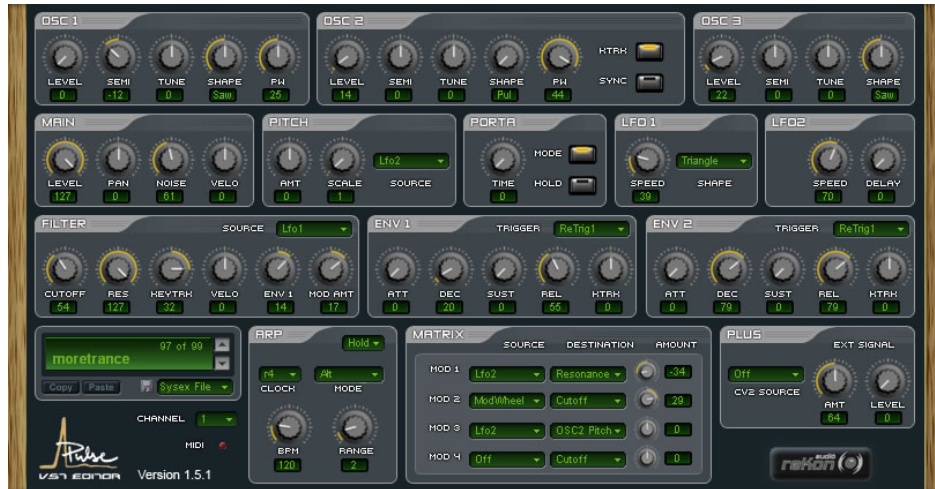 OSC 1
LEVEL SEMI TUNE SHAPE PW
0 -12 0 Saw 25
OSC 2
LEVEL SEMI TUNE SHAPE PW
14 0 0 Pul 44
KTRK
SYNC
OSC 3
LEVEL SEMI TUNE SHAPE
22 0 0 Saw
MAIN
LEVEL PAN NOISE VELO
127 0 61 0
PITCH
Lfo2
AMT SCALE SOURCE
0 1
PORTA
MODE
TIME HOLD
0
LFO 1
Triangle
SPEED SHAPE
39
LFO2
SPEED DELAY
70 0
FILTER SOURCE Lfo1
CUTOFF RES KEYTRK VELO ENV 1 MOD AMT
54 127 32 0 14 17
ENV 1 TRIGGER ReTrig1
ATT DEC SUST REL KTRK
0 20 0 55 0
ENV 2 TRIGGER ReTrig1
ATT DEC SUST REL KTRK
0 79 0 79 0
97 of 99
moretrance
Copy Paste Sysex File
CHANNEL 1
MIDI
Pulse
VST EDITOR Version 1.5.1
ARP Hold
r4 Alt
CLOCK MODE
BPM RANGE
120 2
MATRIX SOURCE DESTINATION AMOUNT
MOD 1 Lfo2 Resonance -34
MOD 2 ModWheel Cutoff 29
MOD 3 Lfo2 OSC2 Pitch 0
MOD 4 Off Cutoff 0
PLUS EXT SIGNAL
Off
CV2 SOURCE
AMT LEVEL
64 0
audio
reKon